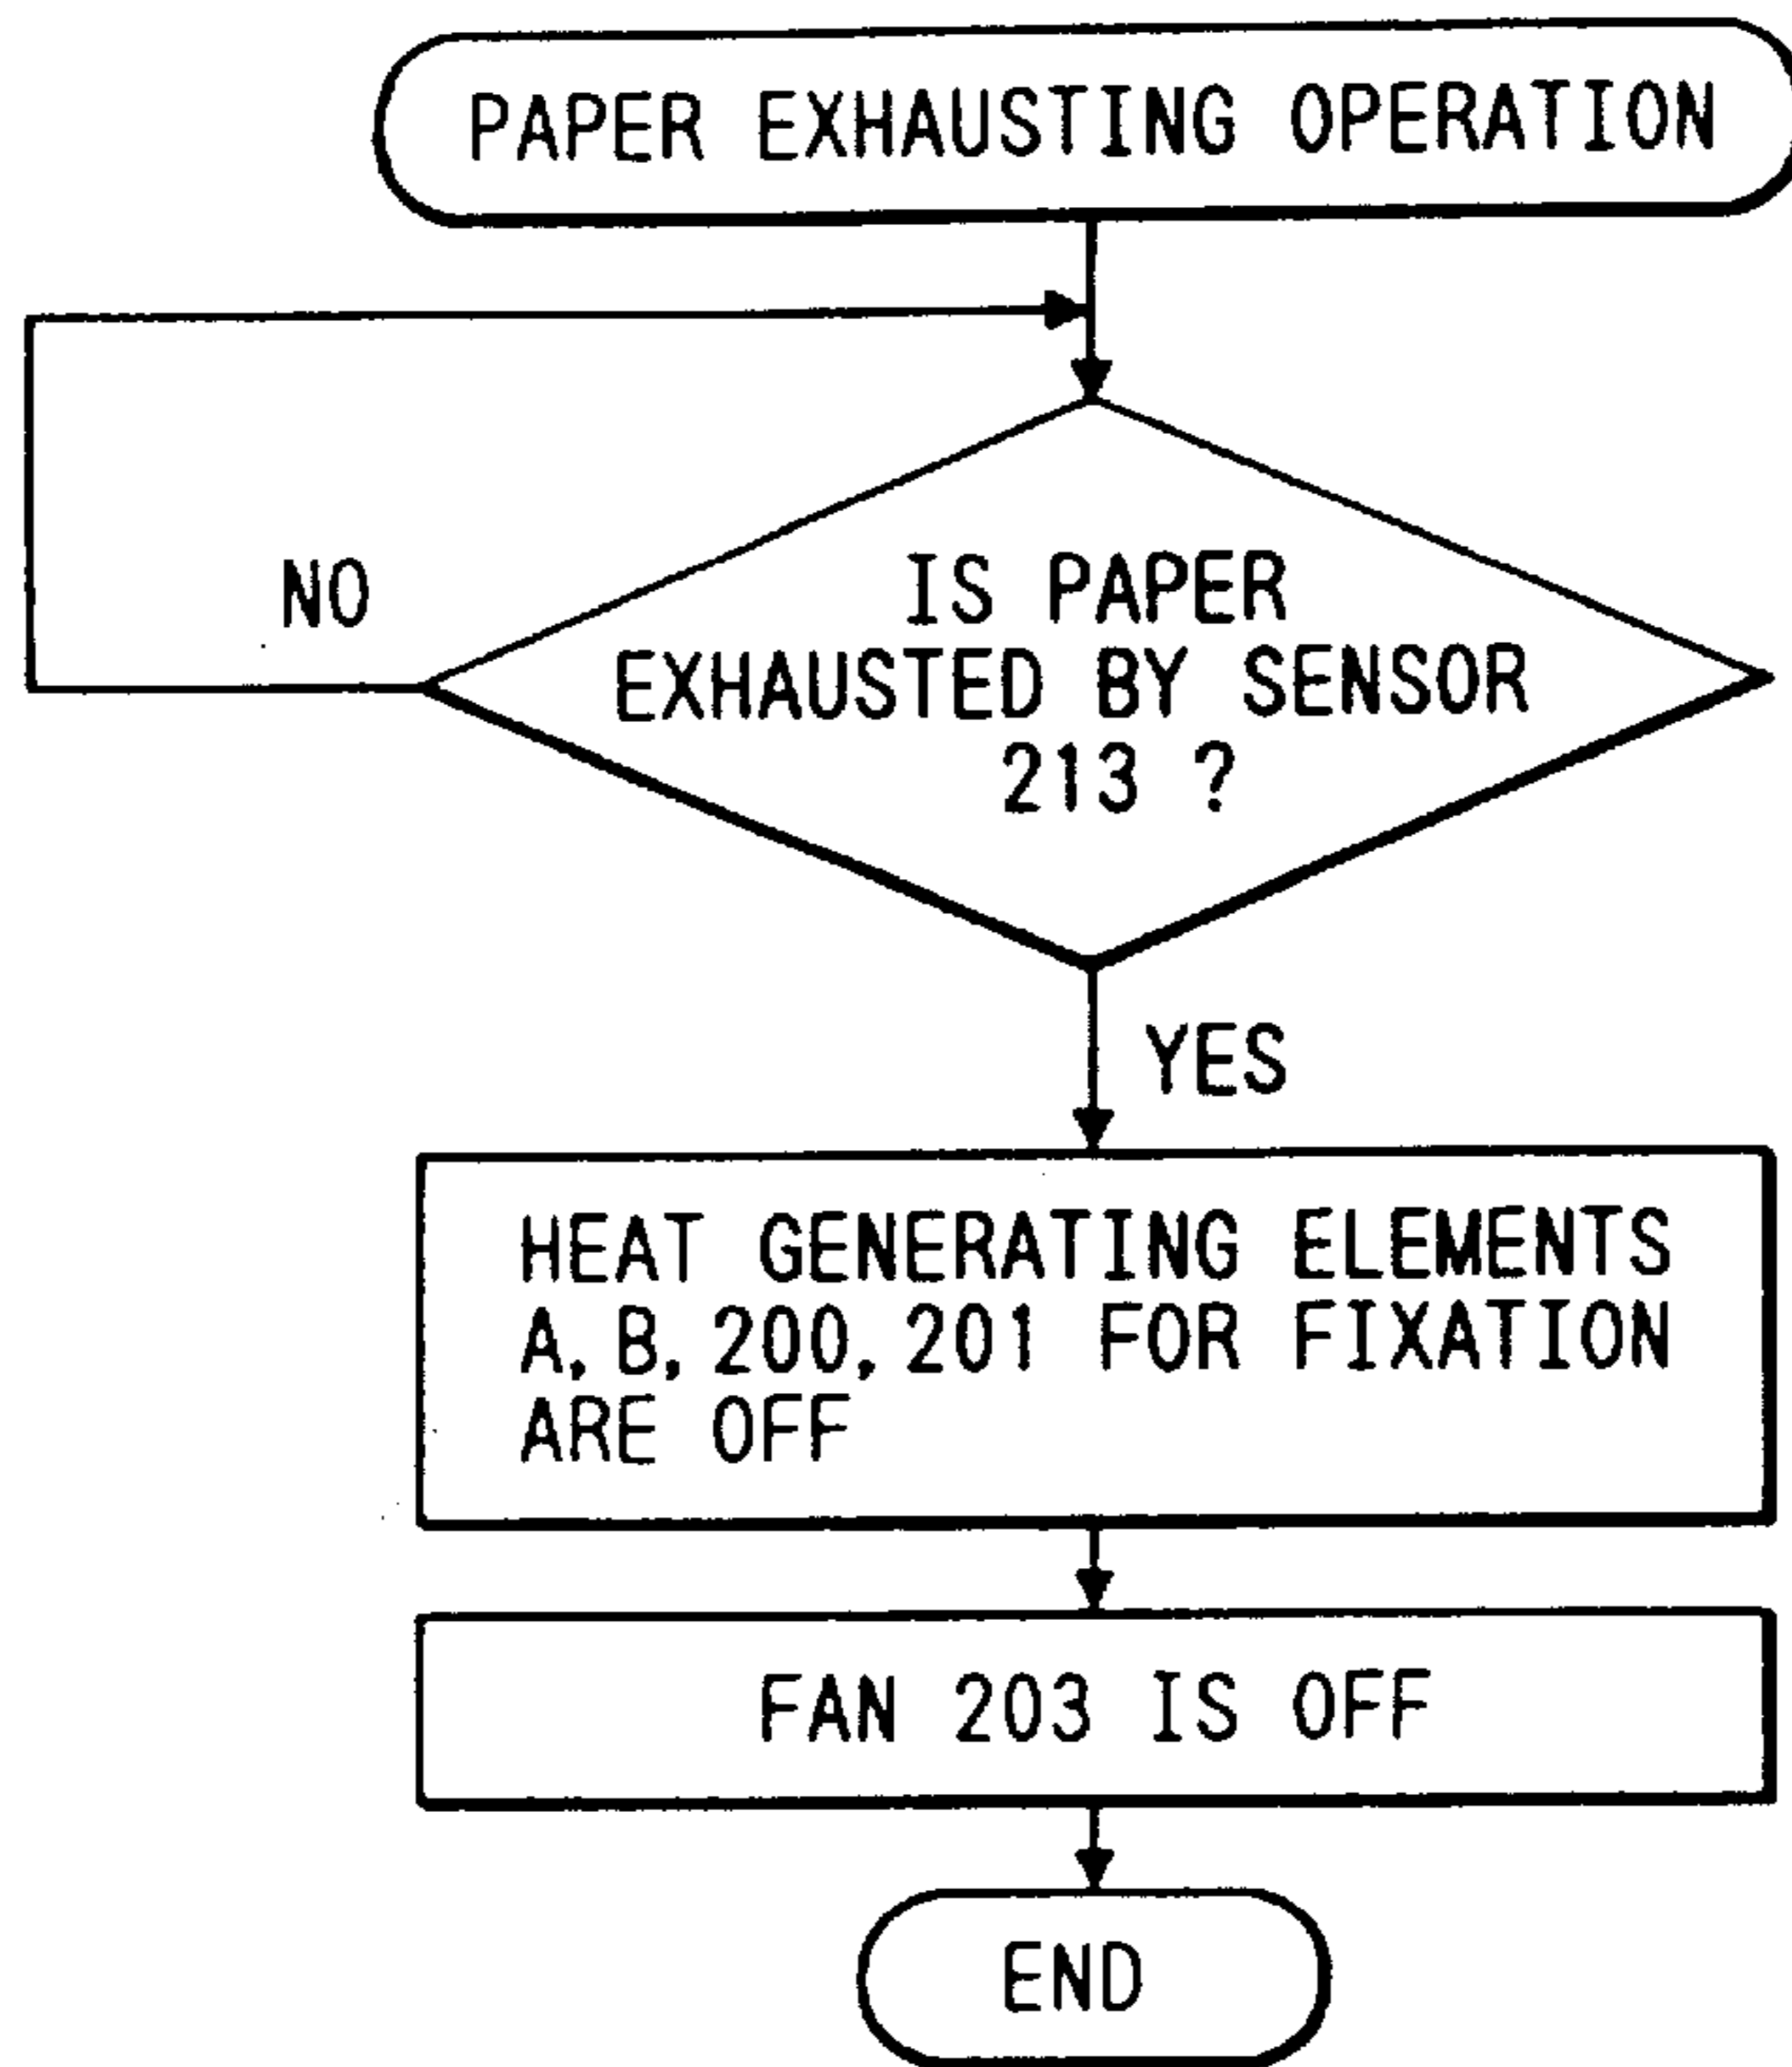 PAPER EXHAUSTING OPERATION
NO
IS PAPER
EXHAUSTED BY SENSOR
213 ?
YES
HEAT GENERATING ELEMENTS
A, B, 200, 201 FOR FIXATION
ARE OFF
FAN 203 IS OFF
END